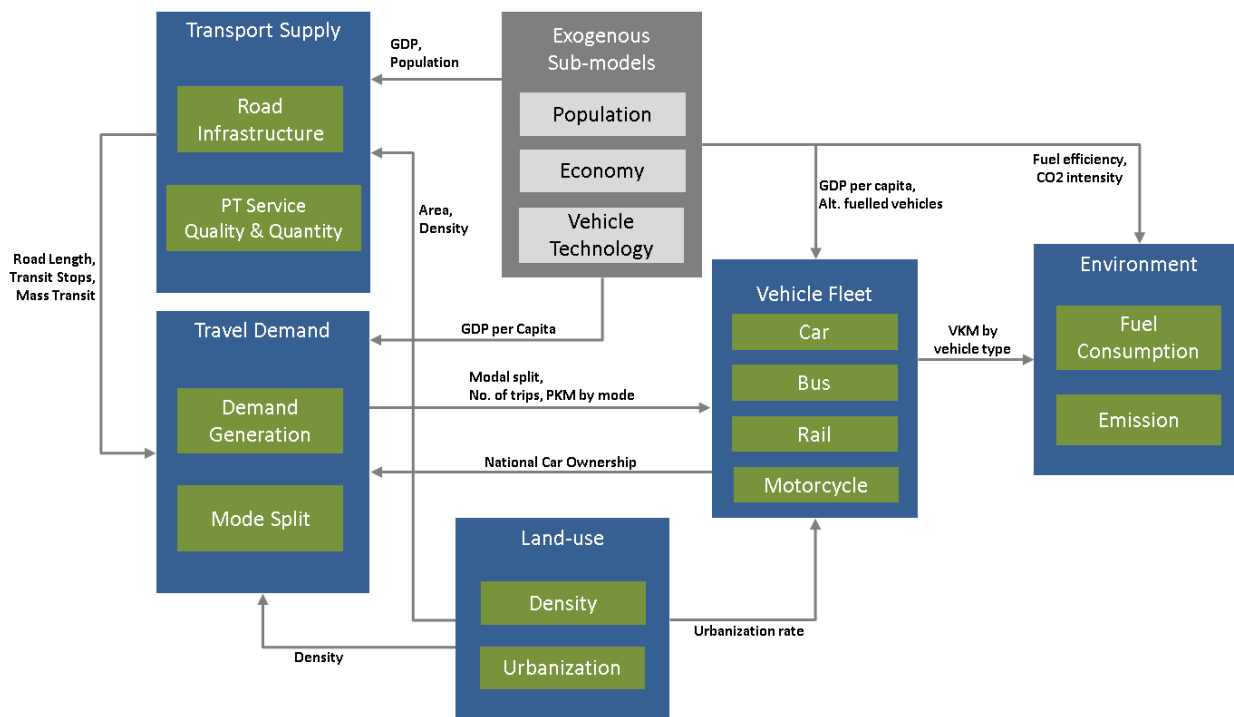 Transport Supply
Road
Infrastructure
PT Service
Quality & Quantity
GDP,
Population
Exogenous
Sub-models
Population
Economy
Vehicle
Technology
Fuel efficiency,
CO2 intensity
GDP per capita,
Alt. fuelled vehicles
Area,
Density
Road Length,
Transit Stops,
Mass Transit
Travel Demand
Demand
Generation
Mode Split
GDP per Capita
Modal split,
No. of trips, PKM by mode
National Car Ownership
Vehicle Fleet
Car
Bus
Rail
Motorcycle
VKM by
vehicle type
Environment
Fuel
Consumption
Emission
Land-use
Density
Urbanization
Density
Urbanization rate